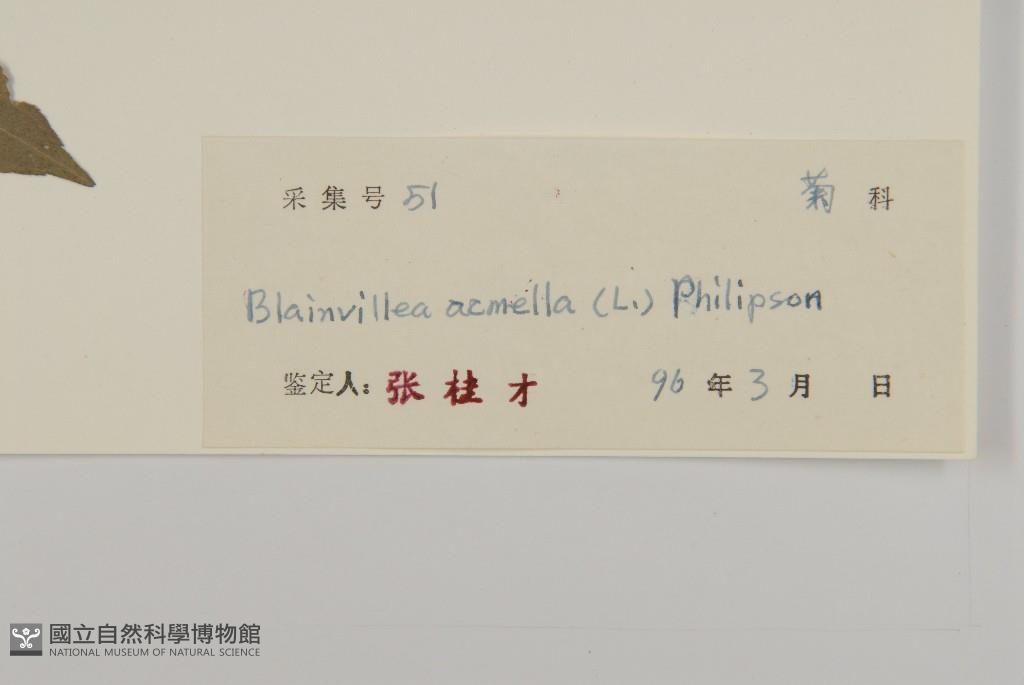 采集号 51 菊 科
Blainvillea acmella (L.) Philipson
鉴定人: 张桂才 96 年 3 月 日
國立自然科學博物館
NATIONAL MUSEUM OF NATURAL SCIENCE